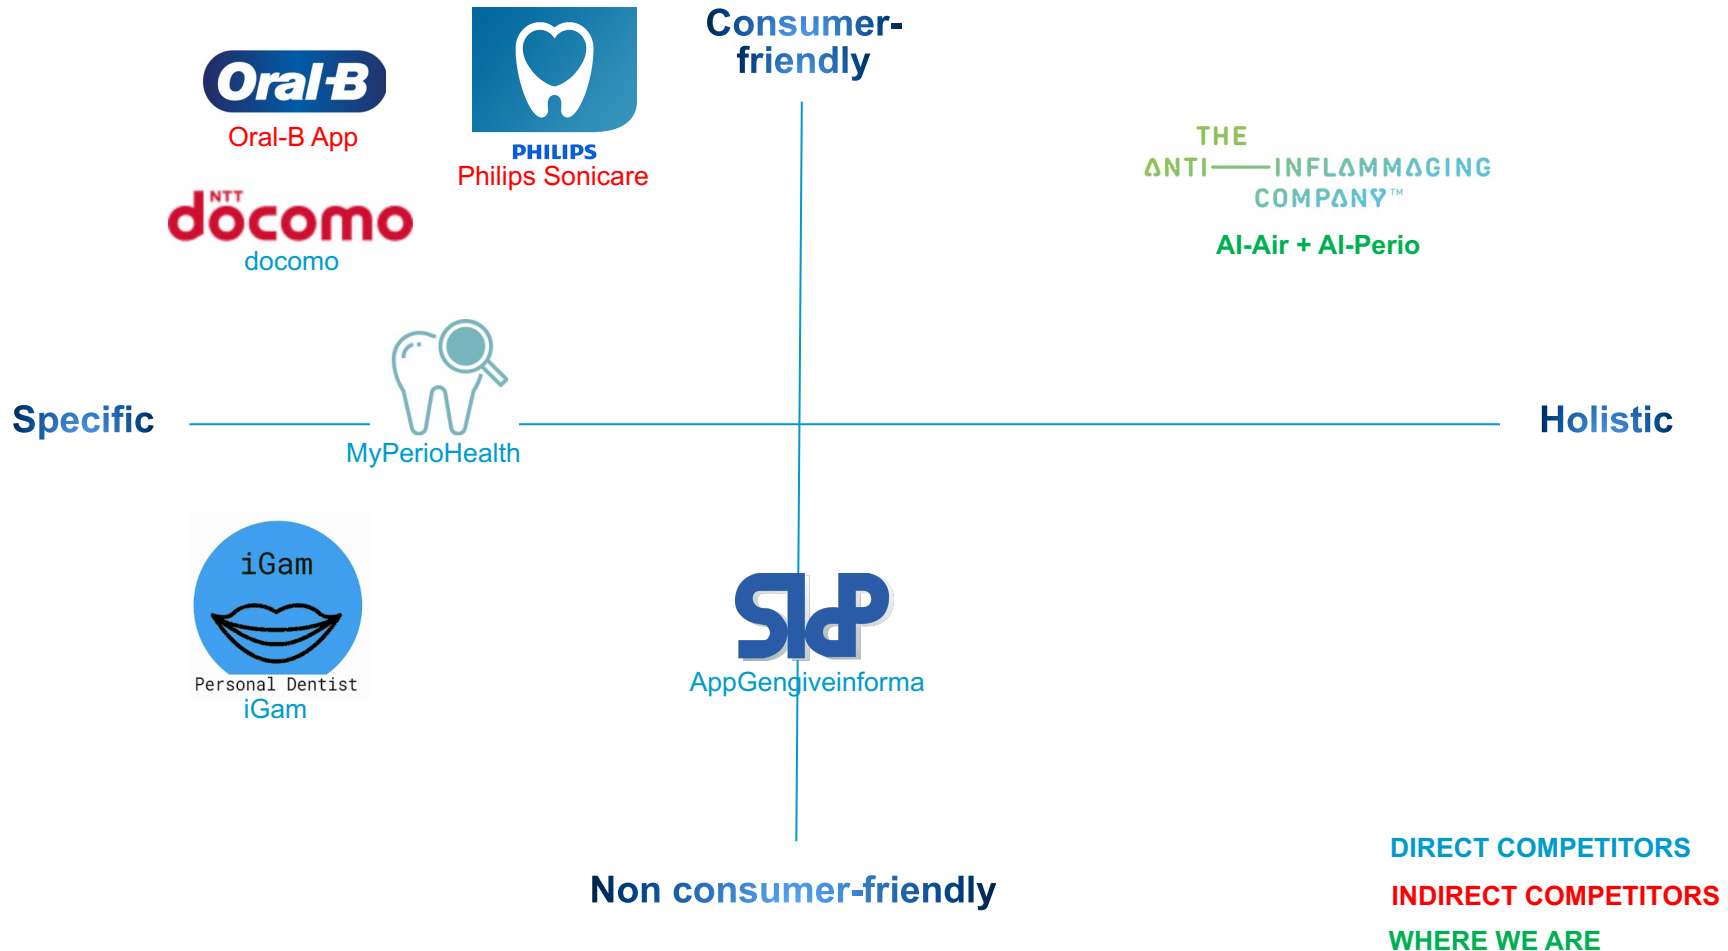 Consumer-
friendly
Oral-B
Oral-B App
PHILIPS
Philips Sonicare
THE
ANTI—INFLAMMAGING
COMPANY™
AI-Air + AI-Perio
NTT
döcomo
docomo
Specific
Holistic
MyPerioHealth
iGam
Personal Dentist
iGam
SIdP
AppGengiveinforma
Non consumer-friendly
DIRECT COMPETITORS
INDIRECT COMPETITORS
WHERE WE ARE